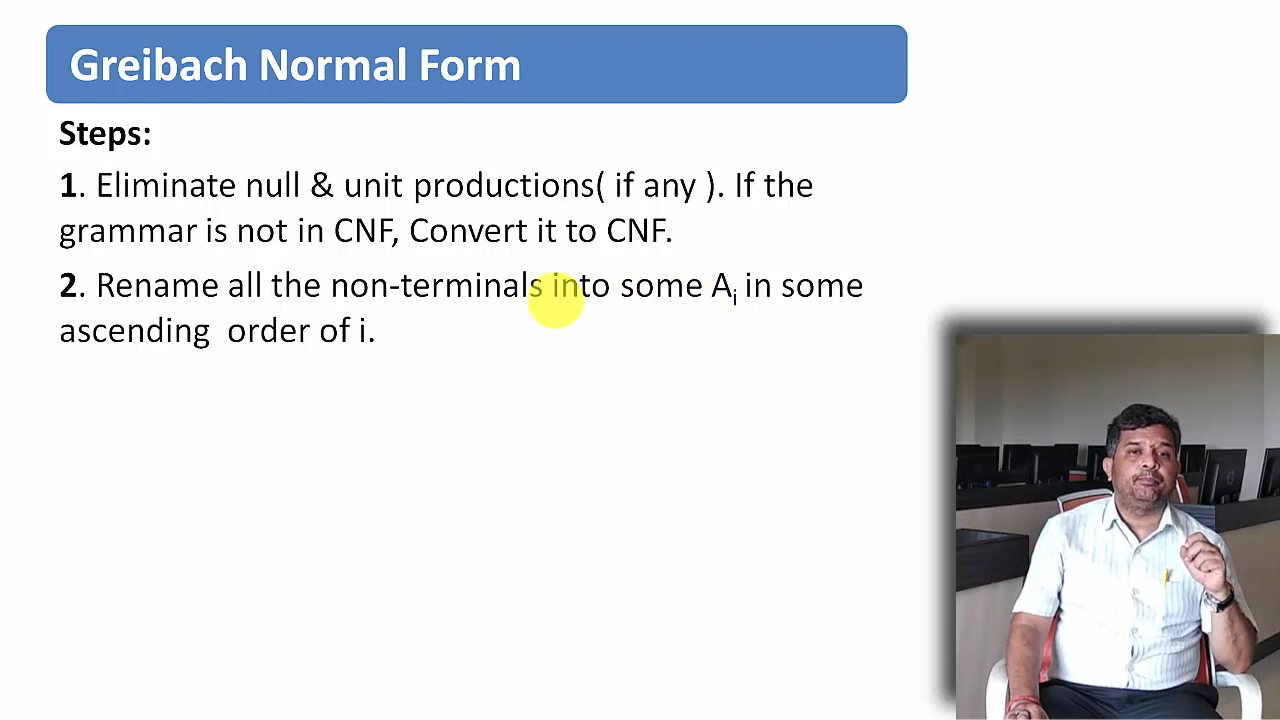 Greibach Normal Form
Steps:
1. Eliminate null & unit productions( if any ). If the
grammar is not in CNF, Convert it to CNF.
2. Rename all the non-terminals into some Ai in some
ascending order of i.